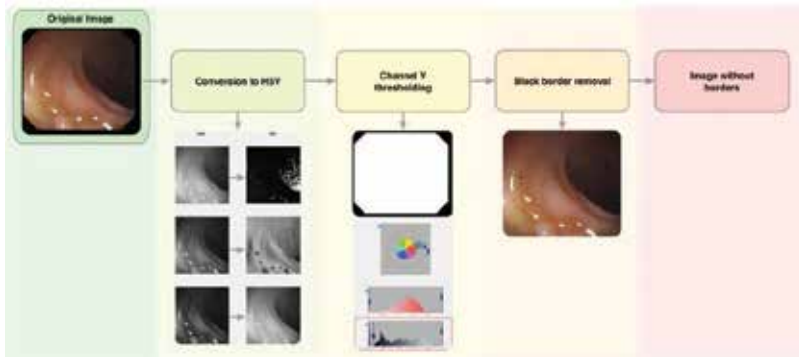 Original Image
Conversion to HSV
Channel V
thresholding
Black border removal
Image without
borders